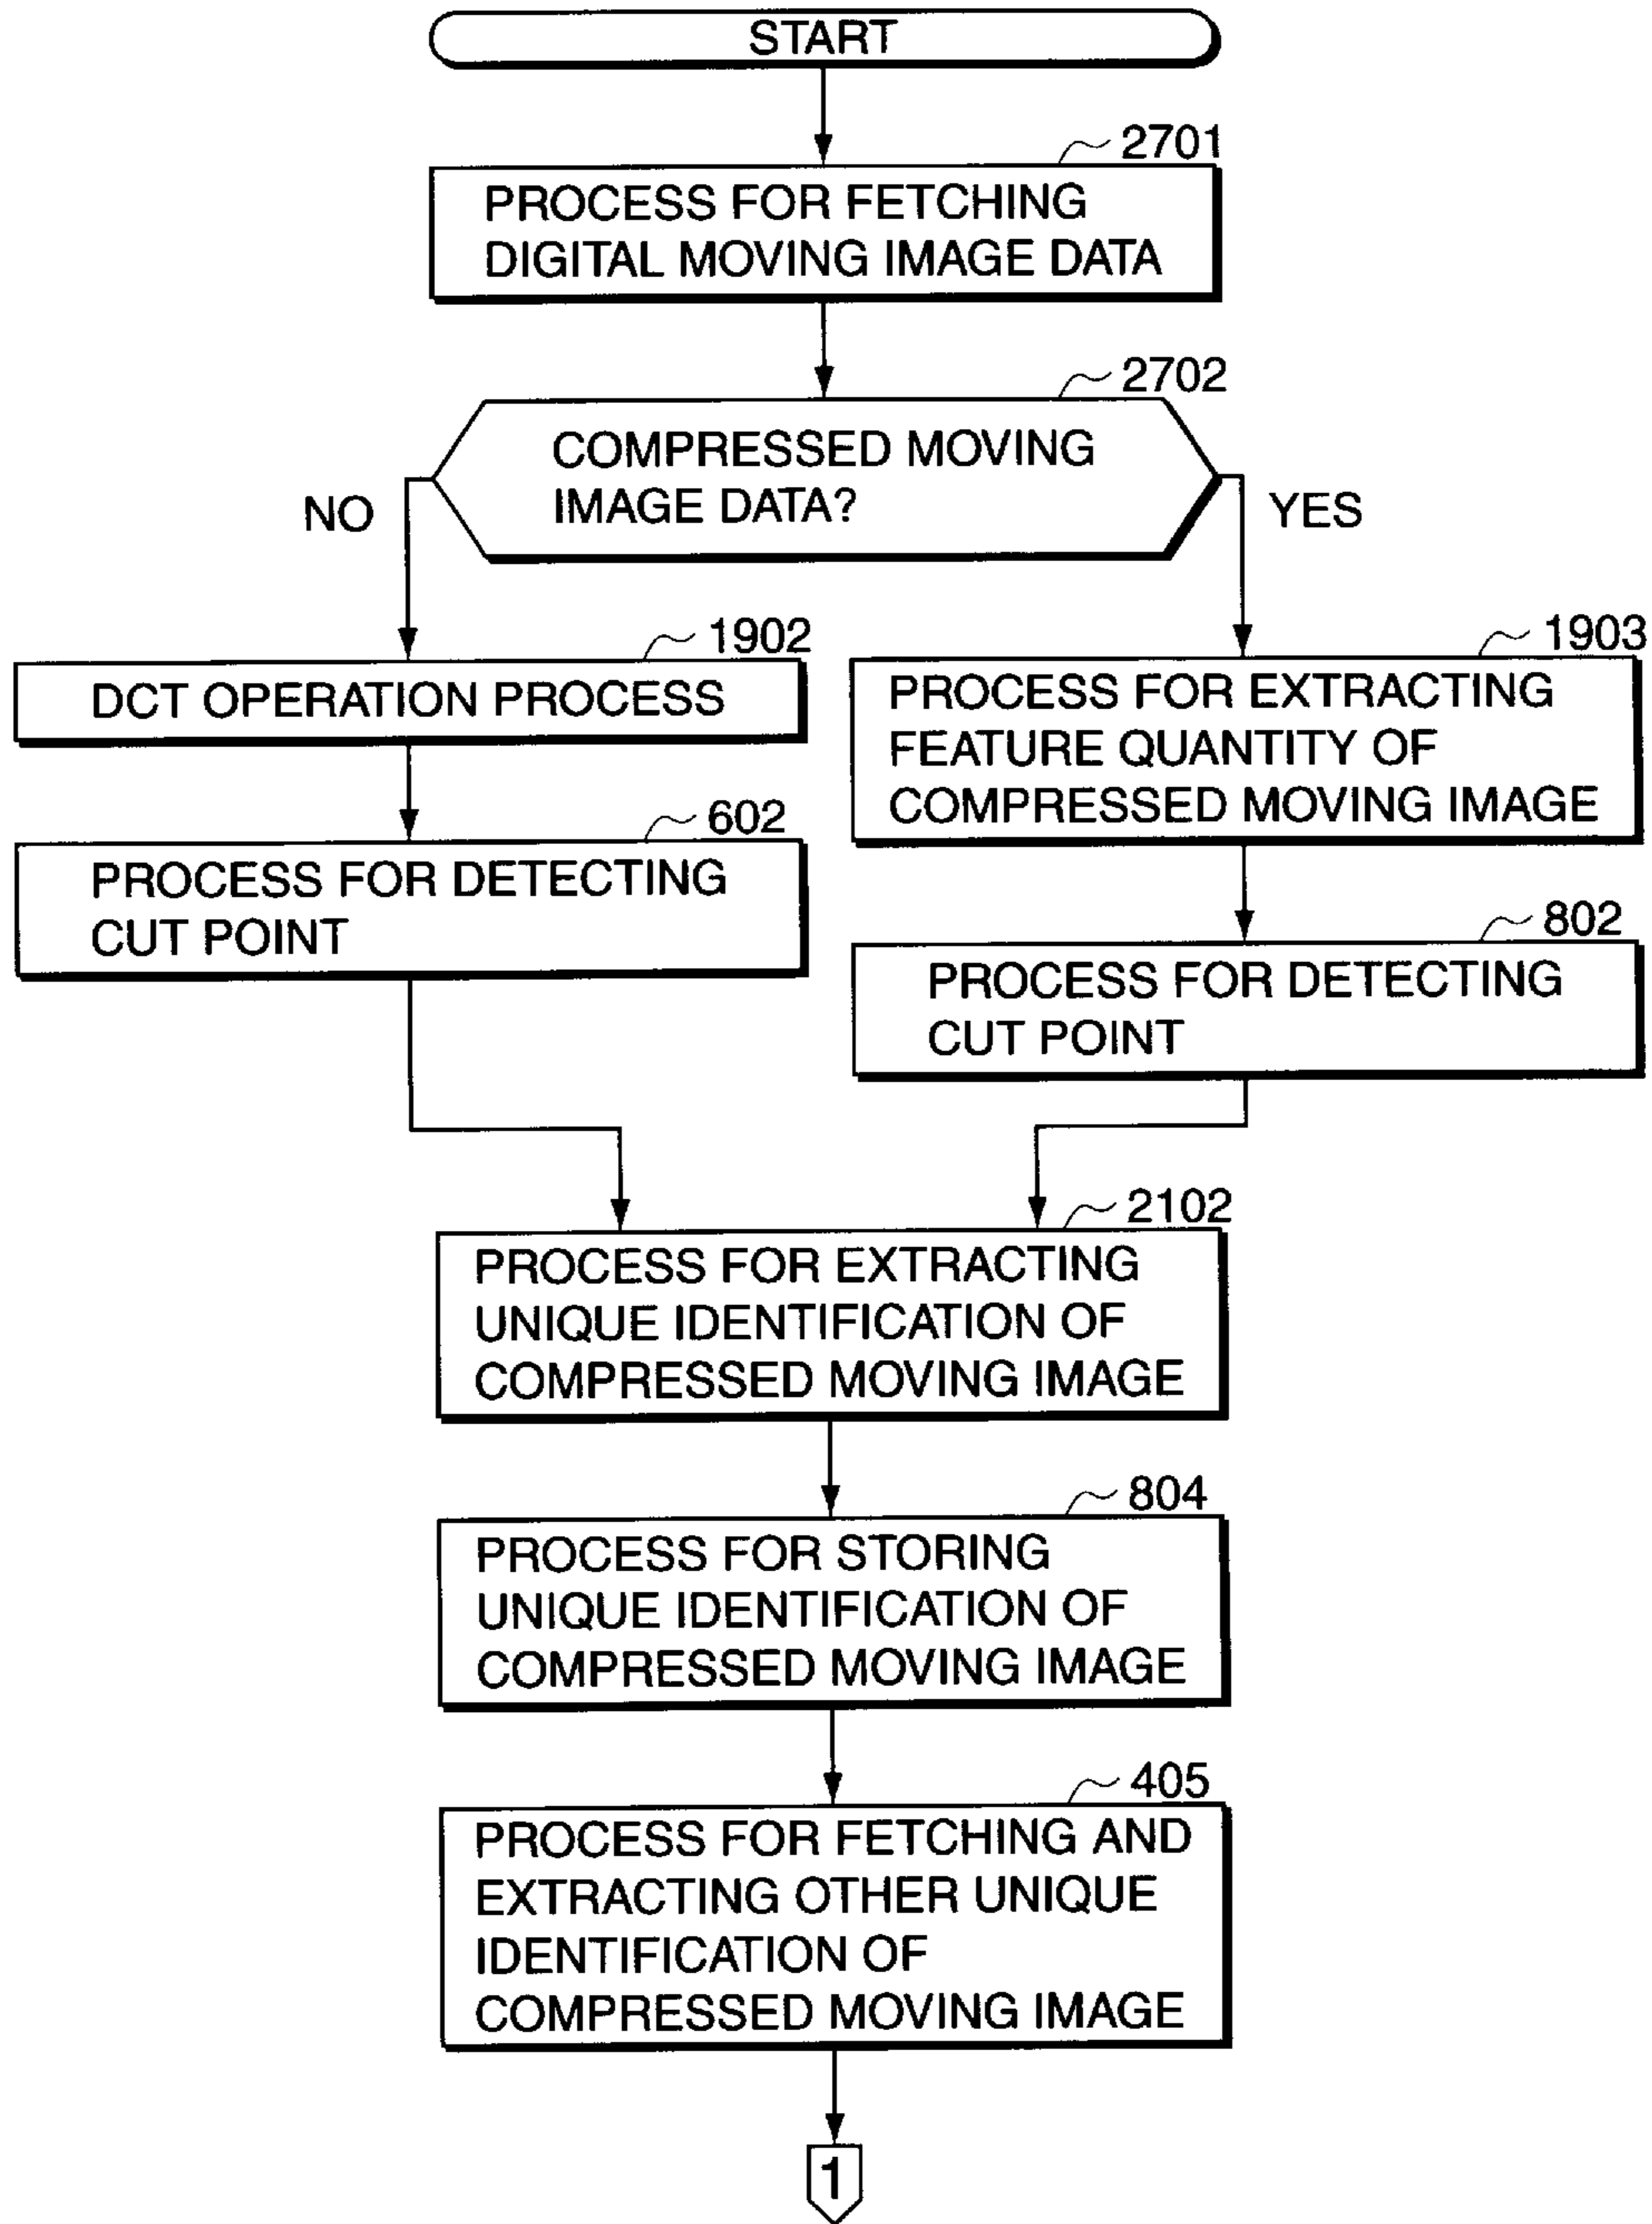 START
2701
PROCESS FOR FETCHING
DIGITAL MOVING IMAGE DATA
2702
COMPRESSED MOVING
IMAGE DATA?
NO
YES
1902
DCT OPERATION PROCESS
1903
PROCESS FOR EXTRACTING
FEATURE QUANTITY OF
COMPRESSED MOVING IMAGE
602
PROCESS FOR DETECTING
CUT POINT
802
PROCESS FOR DETECTING
CUT POINT
2102
PROCESS FOR EXTRACTING
UNIQUE IDENTIFICATION OF
COMPRESSED MOVING IMAGE
804
PROCESS FOR STORING
UNIQUE IDENTIFICATION OF
COMPRESSED MOVING IMAGE
405
PROCESS FOR FETCHING AND
EXTRACTING OTHER UNIQUE
IDENTIFICATION OF
COMPRESSED MOVING IMAGE
1